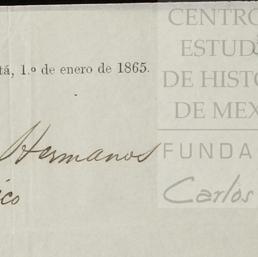 CENTRO
ESTUD
DE HISTO
DE MEX
FUNDA
Carlos
tá, 1.º de enero de 1865.
Hermanos
ico